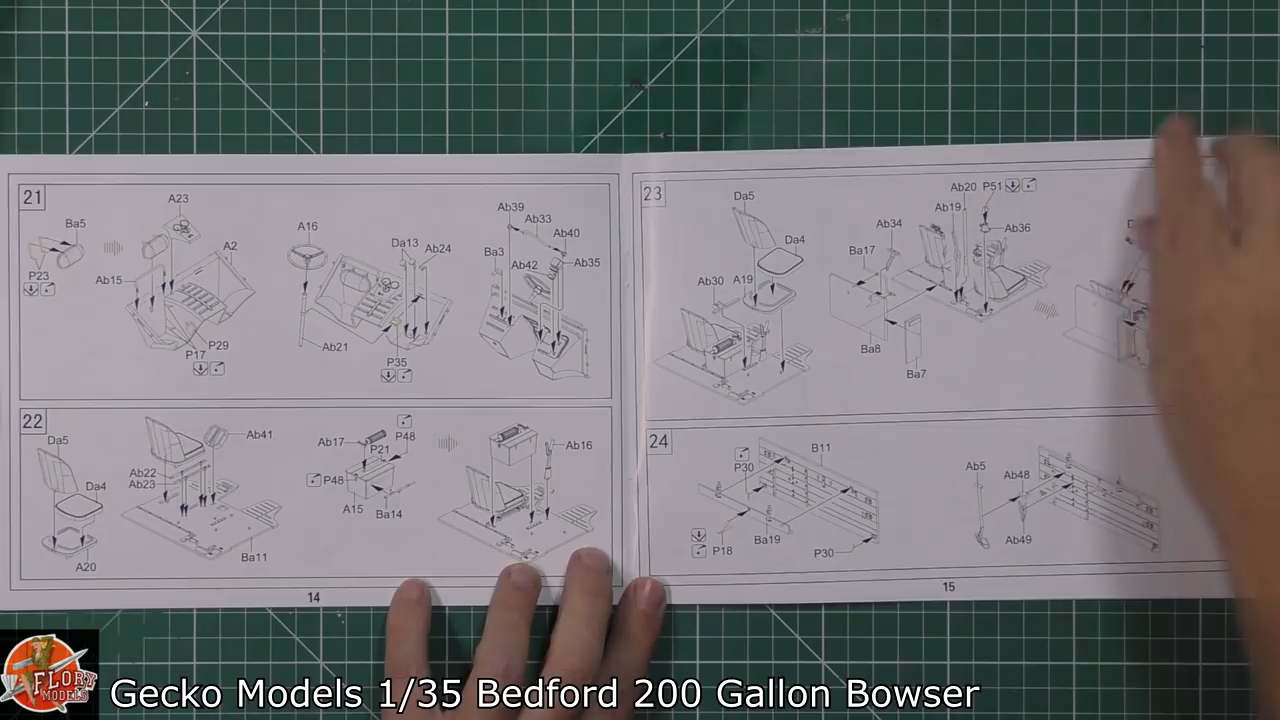 21
A23
Ba5
A2
P23
Ab15
P29
P17
A16
Da13
Ab24
Ab21
P35
Ab39
Ab33
Ab40
Ba3
Ab42
Ab35
22
Da5
Ab41
Ab22
Ab23
Da4
A20
Ba11
Ab17
P48
P21
P48
A15
Ba14
Ab16
14
23
Da5
Da4
Ab30
A19
Ab34
Ba17
Ba8
Ba7
Ab20
P51
Ab19
Ab36
24
B11
P30
P18
Ba19
P30
Ab5
Ab48
Ab49
15
FLORY
MODELS
Gecko Models 1/35 Bedford 200 Gallon Bowser